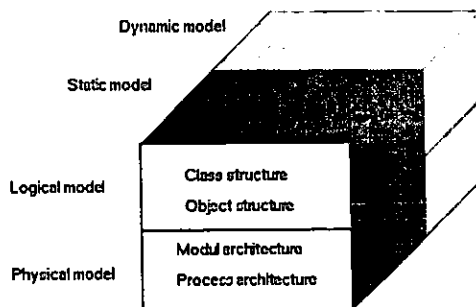 Dynamic model
Static model
Logical model
Class structure
Object structure
Modul architecture
Physical model
Process architecture